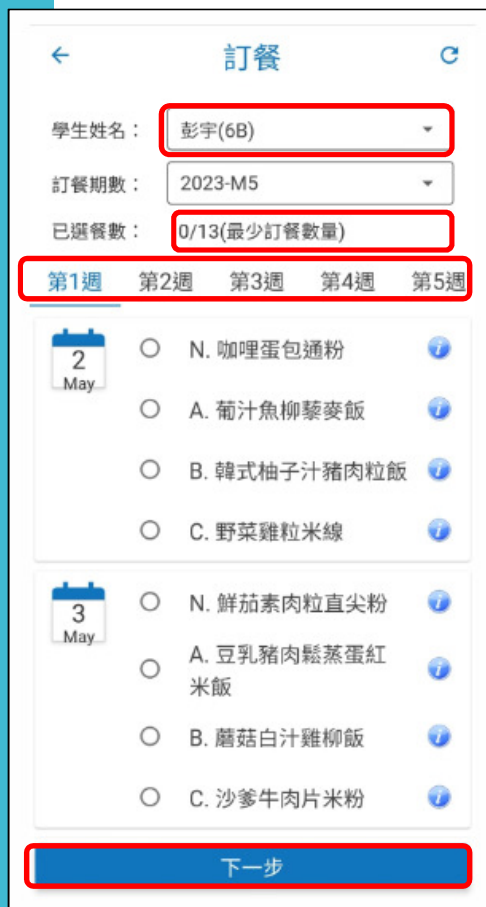 訂餐
學生姓名： 彭宇(6B)
訂餐期數： 2023-M5
已選餐數： 0/13(最少訂餐數量)
第1週 第2週 第3週 第4週 第5週
2
May
N. 咖哩蛋包通粉
A. 葡汁魚柳藜麥飯
B. 韓式柚子汁豬肉粒飯
C. 野菜雞粒米線
3
May
N. 鮮茄素肉粒直尖粉
A. 豆乳豬肉鬆蒸蛋紅
米飯
B. 蘑菇白汁雞柳飯
C. 沙爹牛肉片米粉
下一步